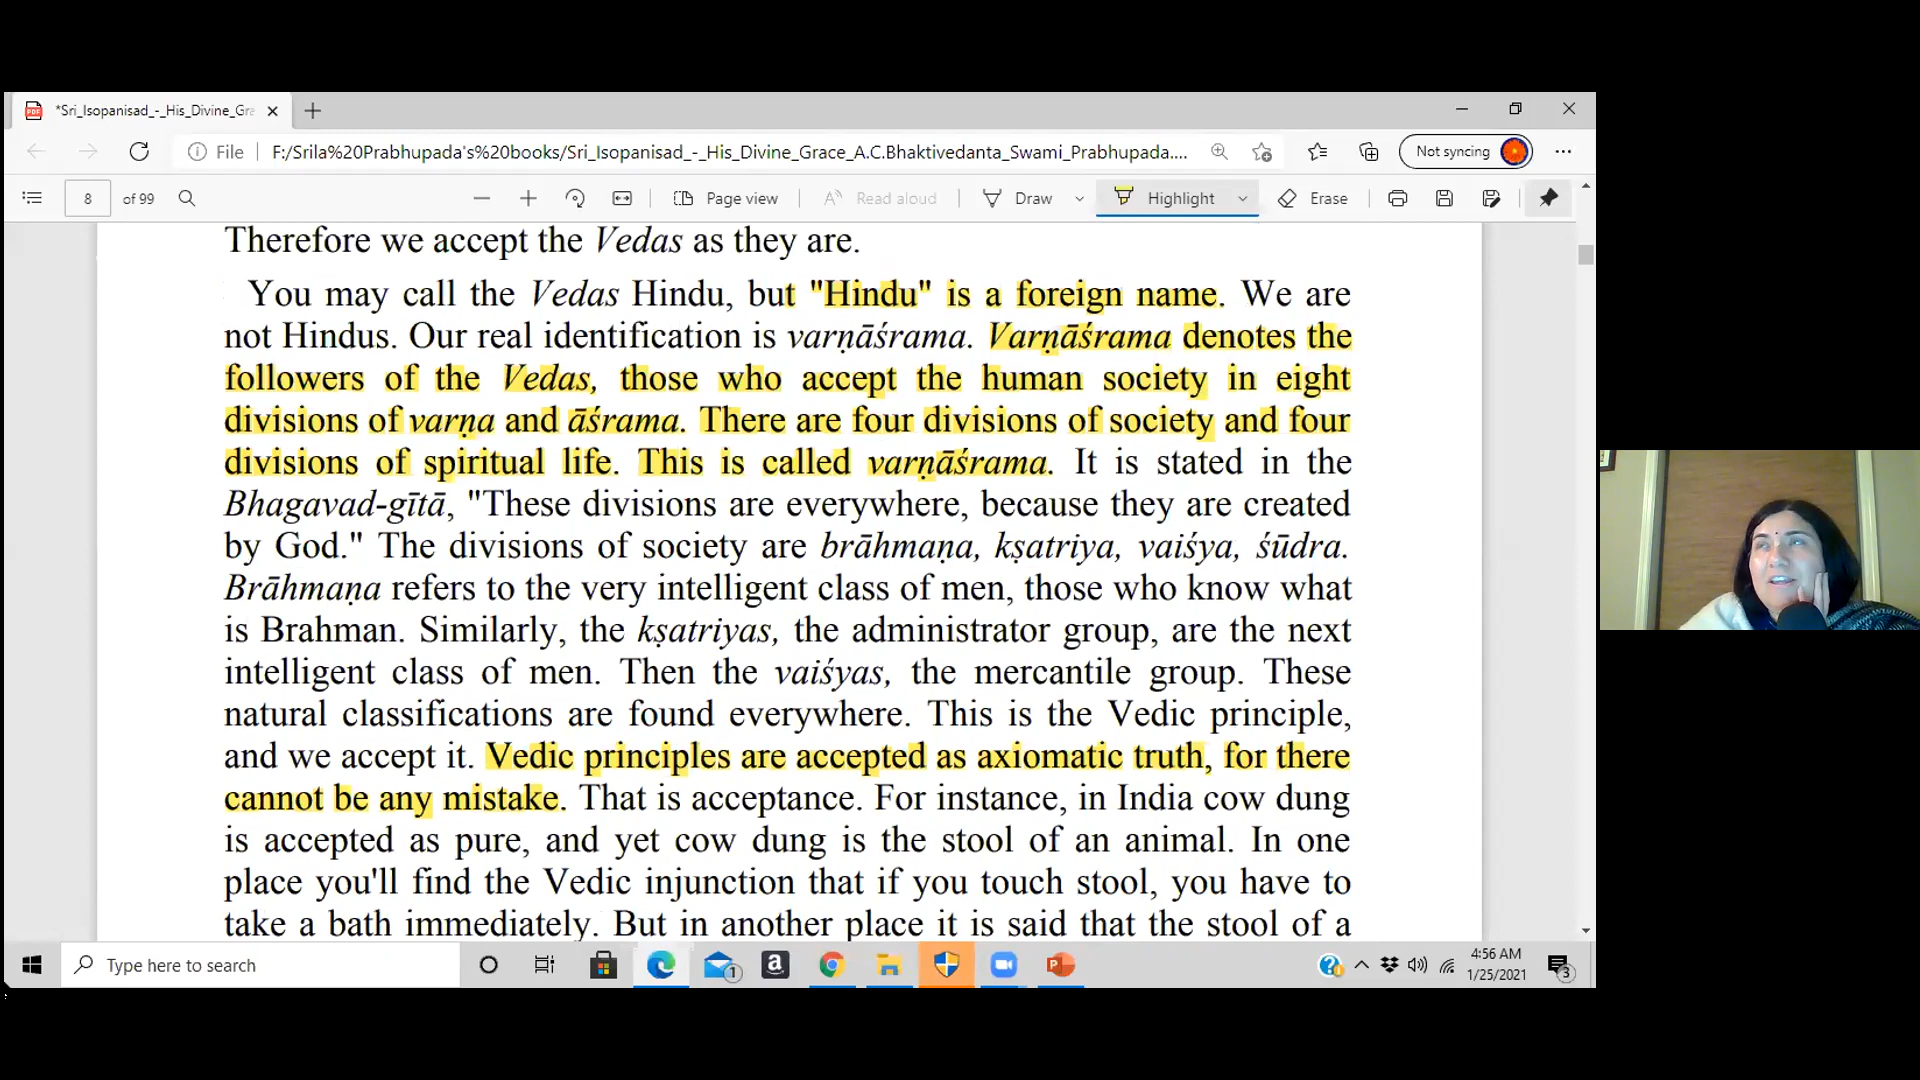 *Sri_Isopanisad_-_His_Divine_Gr
File F:/Srila%20Prabhupada's%20books/Sri_Isopanisad_-_His_Divine_Grace_A.C.Bhaktivedanta_Swami_Prabhupada.... Not syncing
8 of 99 Page view Read aloud Draw Highlight Erase
Therefore we accept the Vedas as they are.
You may call the Vedas Hindu, but "Hindu" is a foreign name. We are
not Hindus. Our real identification is varṇāśrama. Varṇāśrama denotes the
followers of the Vedas, those who accept the human society in eight
divisions of varṇa and āśrama. There are four divisions of society and four
divisions of spiritual life. This is called varṇāśrama. It is stated in the
Bhagavad-gītā, "These divisions are everywhere, because they are created
by God." The divisions of society are brāhmaṇa, kṣatriya, vaiśya, śūdra.
Brāhmaṇa refers to the very intelligent class of men, those who know what
is Brahman. Similarly, the kṣatriyas, the administrator group, are the next
intelligent class of men. Then the vaiśyas, the mercantile group. These
natural classifications are found everywhere. This is the Vedic principle,
and we accept it. Vedic principles are accepted as axiomatic truth, for there
cannot be any mistake. That is acceptance. For instance, in India cow dung
is accepted as pure, and yet cow dung is the stool of an animal. In one
place you'll find the Vedic injunction that if you touch stool, you have to
take a bath immediately. But in another place it is said that the stool of a
Type here to search
4:56 AM
1/25/2021